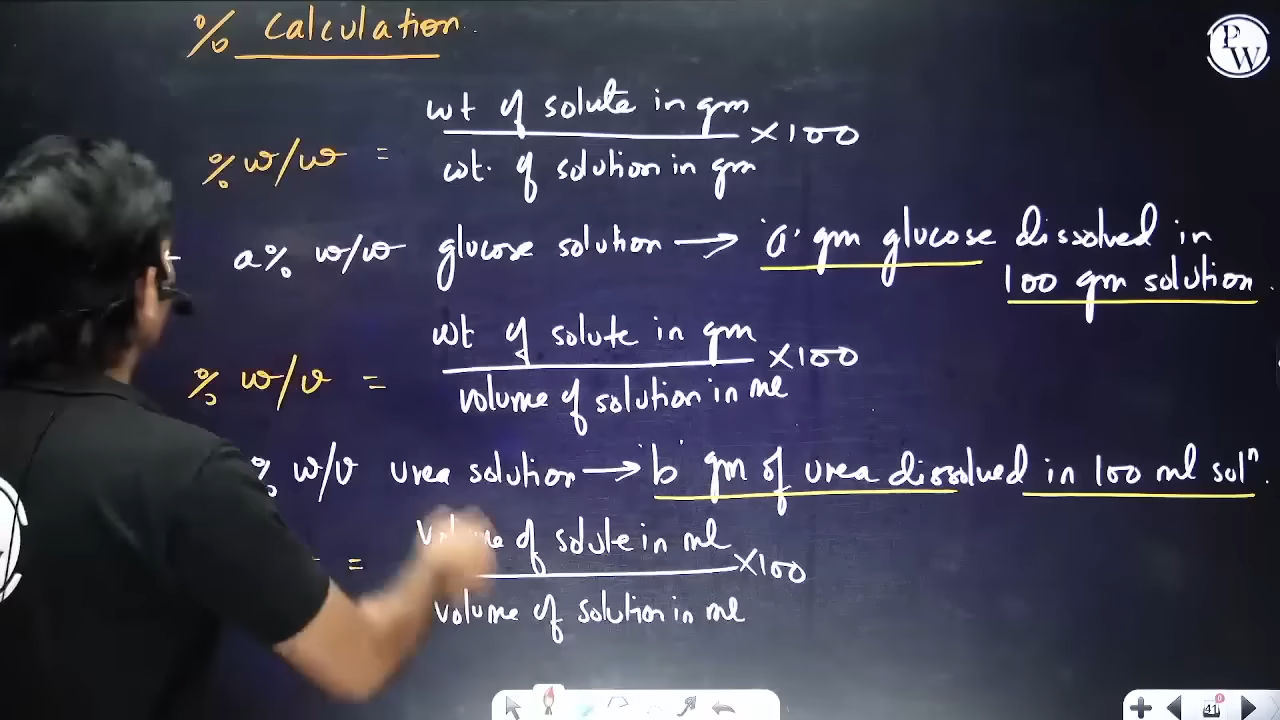 % Calculation
PW
wt of solute in gm
% w/w = ×100
wt. of solution in gm
a% w/w glucose solution → 'a' gm glucose dissolved in
100 gm solution.
wt of solute in gm
% w/v = ×100
volume of solution in ml
% w/v urea solution → 'b' gm of urea dissolved in 100 ml solⁿ.
of solute in ml
= ×100
volume of solution in ml
41